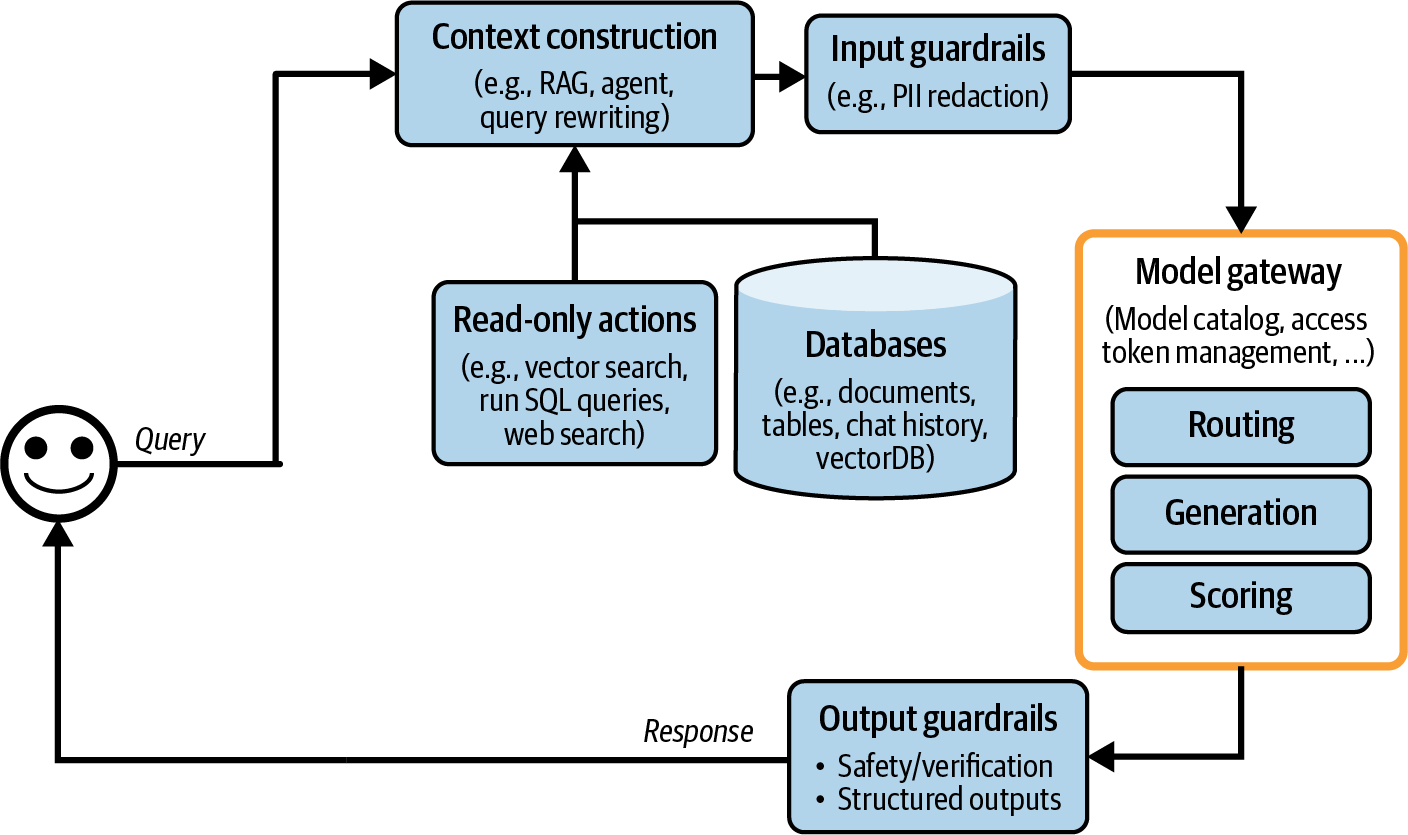 Context construction
(e.g., RAG, agent,
query rewriting)
Input guardrails
(e.g., PII redaction)
Model gateway
(Model catalog, access
token management, ...)
Routing
Generation
Scoring
Read-only actions
(e.g., vector search,
run SQL queries,
web search)
Databases
(e.g., documents,
tables, chat history,
vectorDB)
Query
Response
Output guardrails
• Safety/verification
• Structured outputs